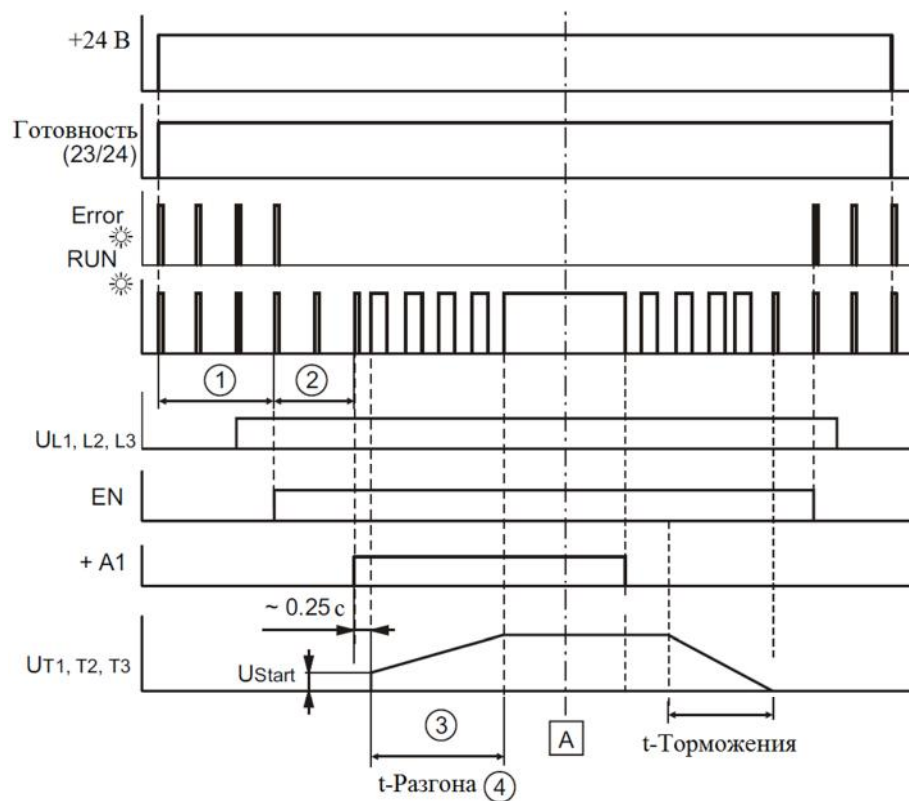 +24 В
Готовность
(23/24)
Error
RUN
1
2
UL1, L2, L3
EN
+ A1
~ 0.25 с
UStart
UT1, T2, T3
3
A
t-Торможения
t-Разгона 4